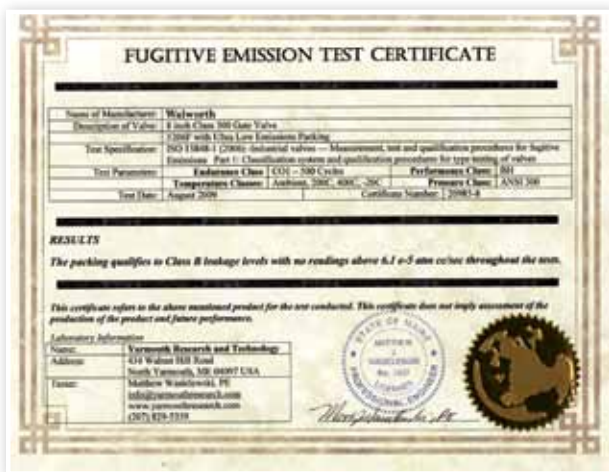 FUGITIVE EMISSION TEST CERTIFICATE
Name of Manufacturer: Walworth
Description of Valve: 8 inch Class 300 Gate Valve
with Ultra Low Emissions Packing
Test Specification: ISO 15848-1 (2006) -Industrial valves — Measurement, test and qualification procedures for fugitive
Emissions Part 1: Classification system and qualification procedures for type testing of valves
Test Parameters: Endurance Class CO1 – 500 Cycles Performance Class: BH
Temperature Classes: Ambient, 200C, 400C, -20C Pressure Class: ANSI 300
Test Date: August 2009 Certificate Number: 20985-8
RESULTS
The packing qualifies to Class B leakage levels with no readings above 6.1 e-5 atm cc/sec throughout the tests.
This certificate refers to the above mentioned product for the test conducted. This certificate does not imply assessment of the
production of the product and future performance.
Laboratory Information
Name: Yarmouth Research and Technology
Address: 434 Walnut Hill Road
North Yarmouth, ME 04097 USA
Tester: Matthew Wasielewski, PE
info@yarmouthresearch.com
www.yarmouthresearch.com
(207) 829-5359
STATE OF MAINE
MATTHEW
J.
WASIELEWSKI
PROFESSIONAL ENGINEER